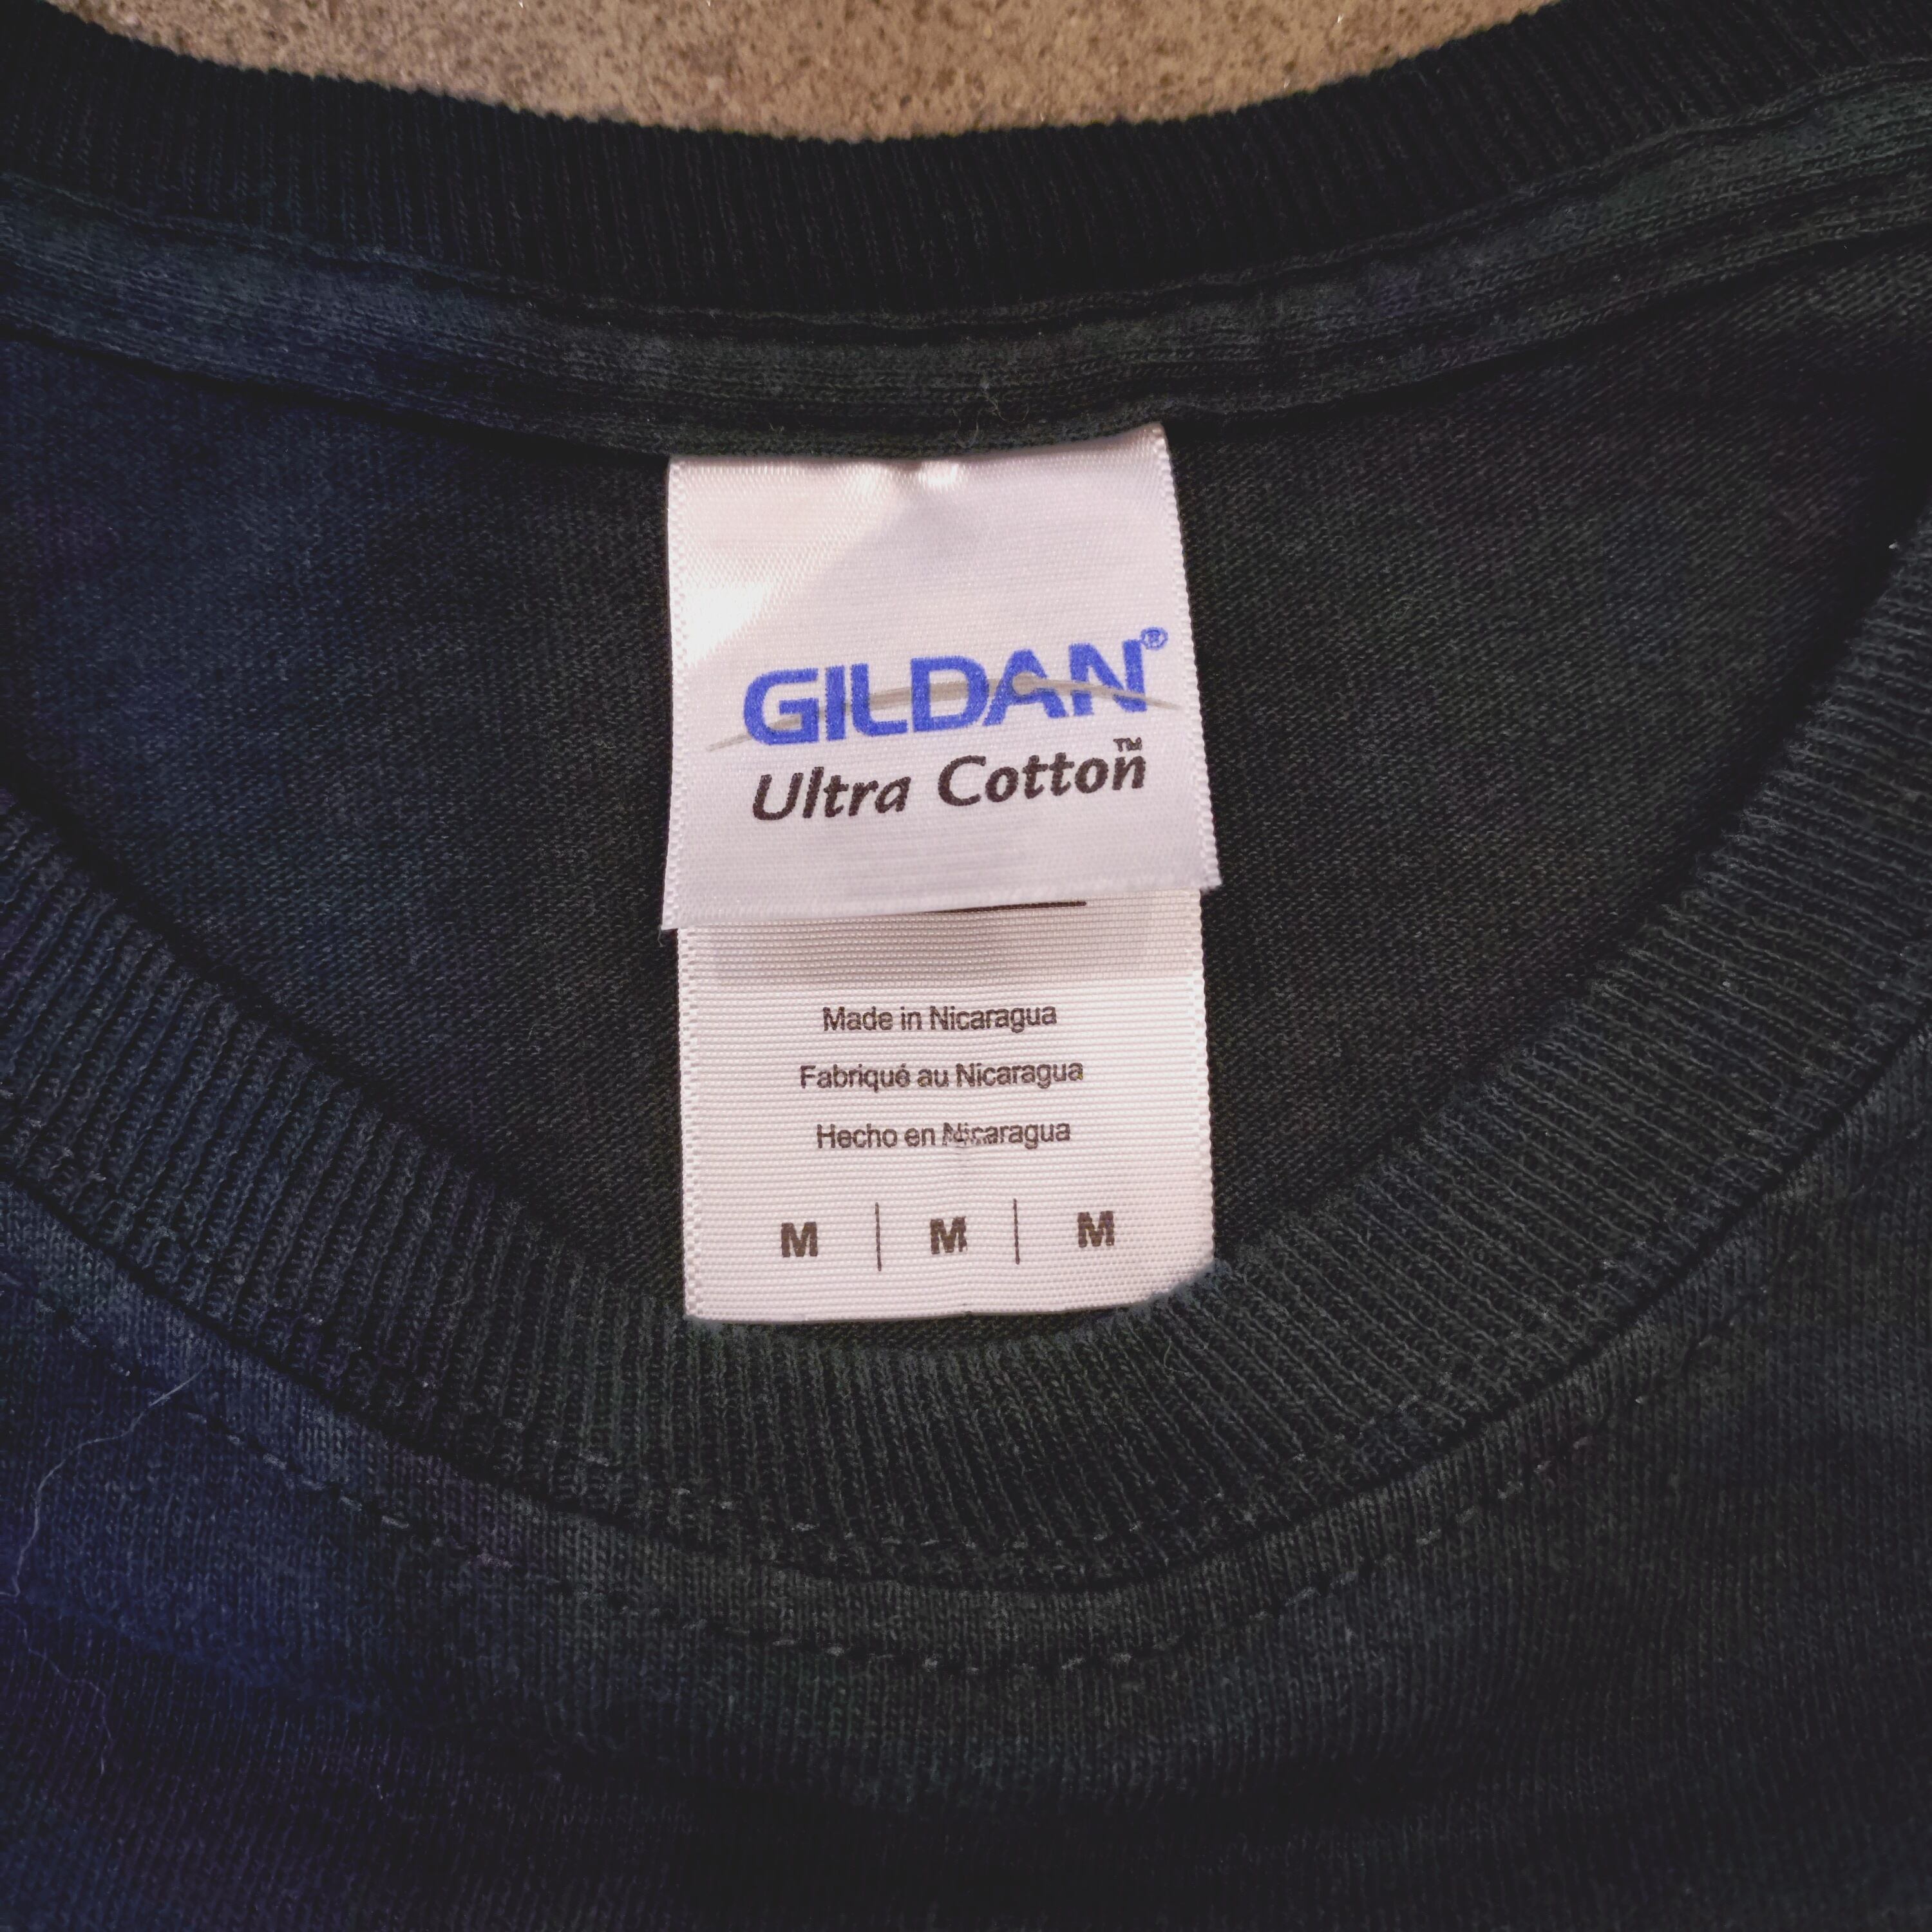 GILDAN®
Ultra Cotton™
Made in Nicaragua
Fabriqué au Nicaragua
Hecho en Nicaragua
M | M | M